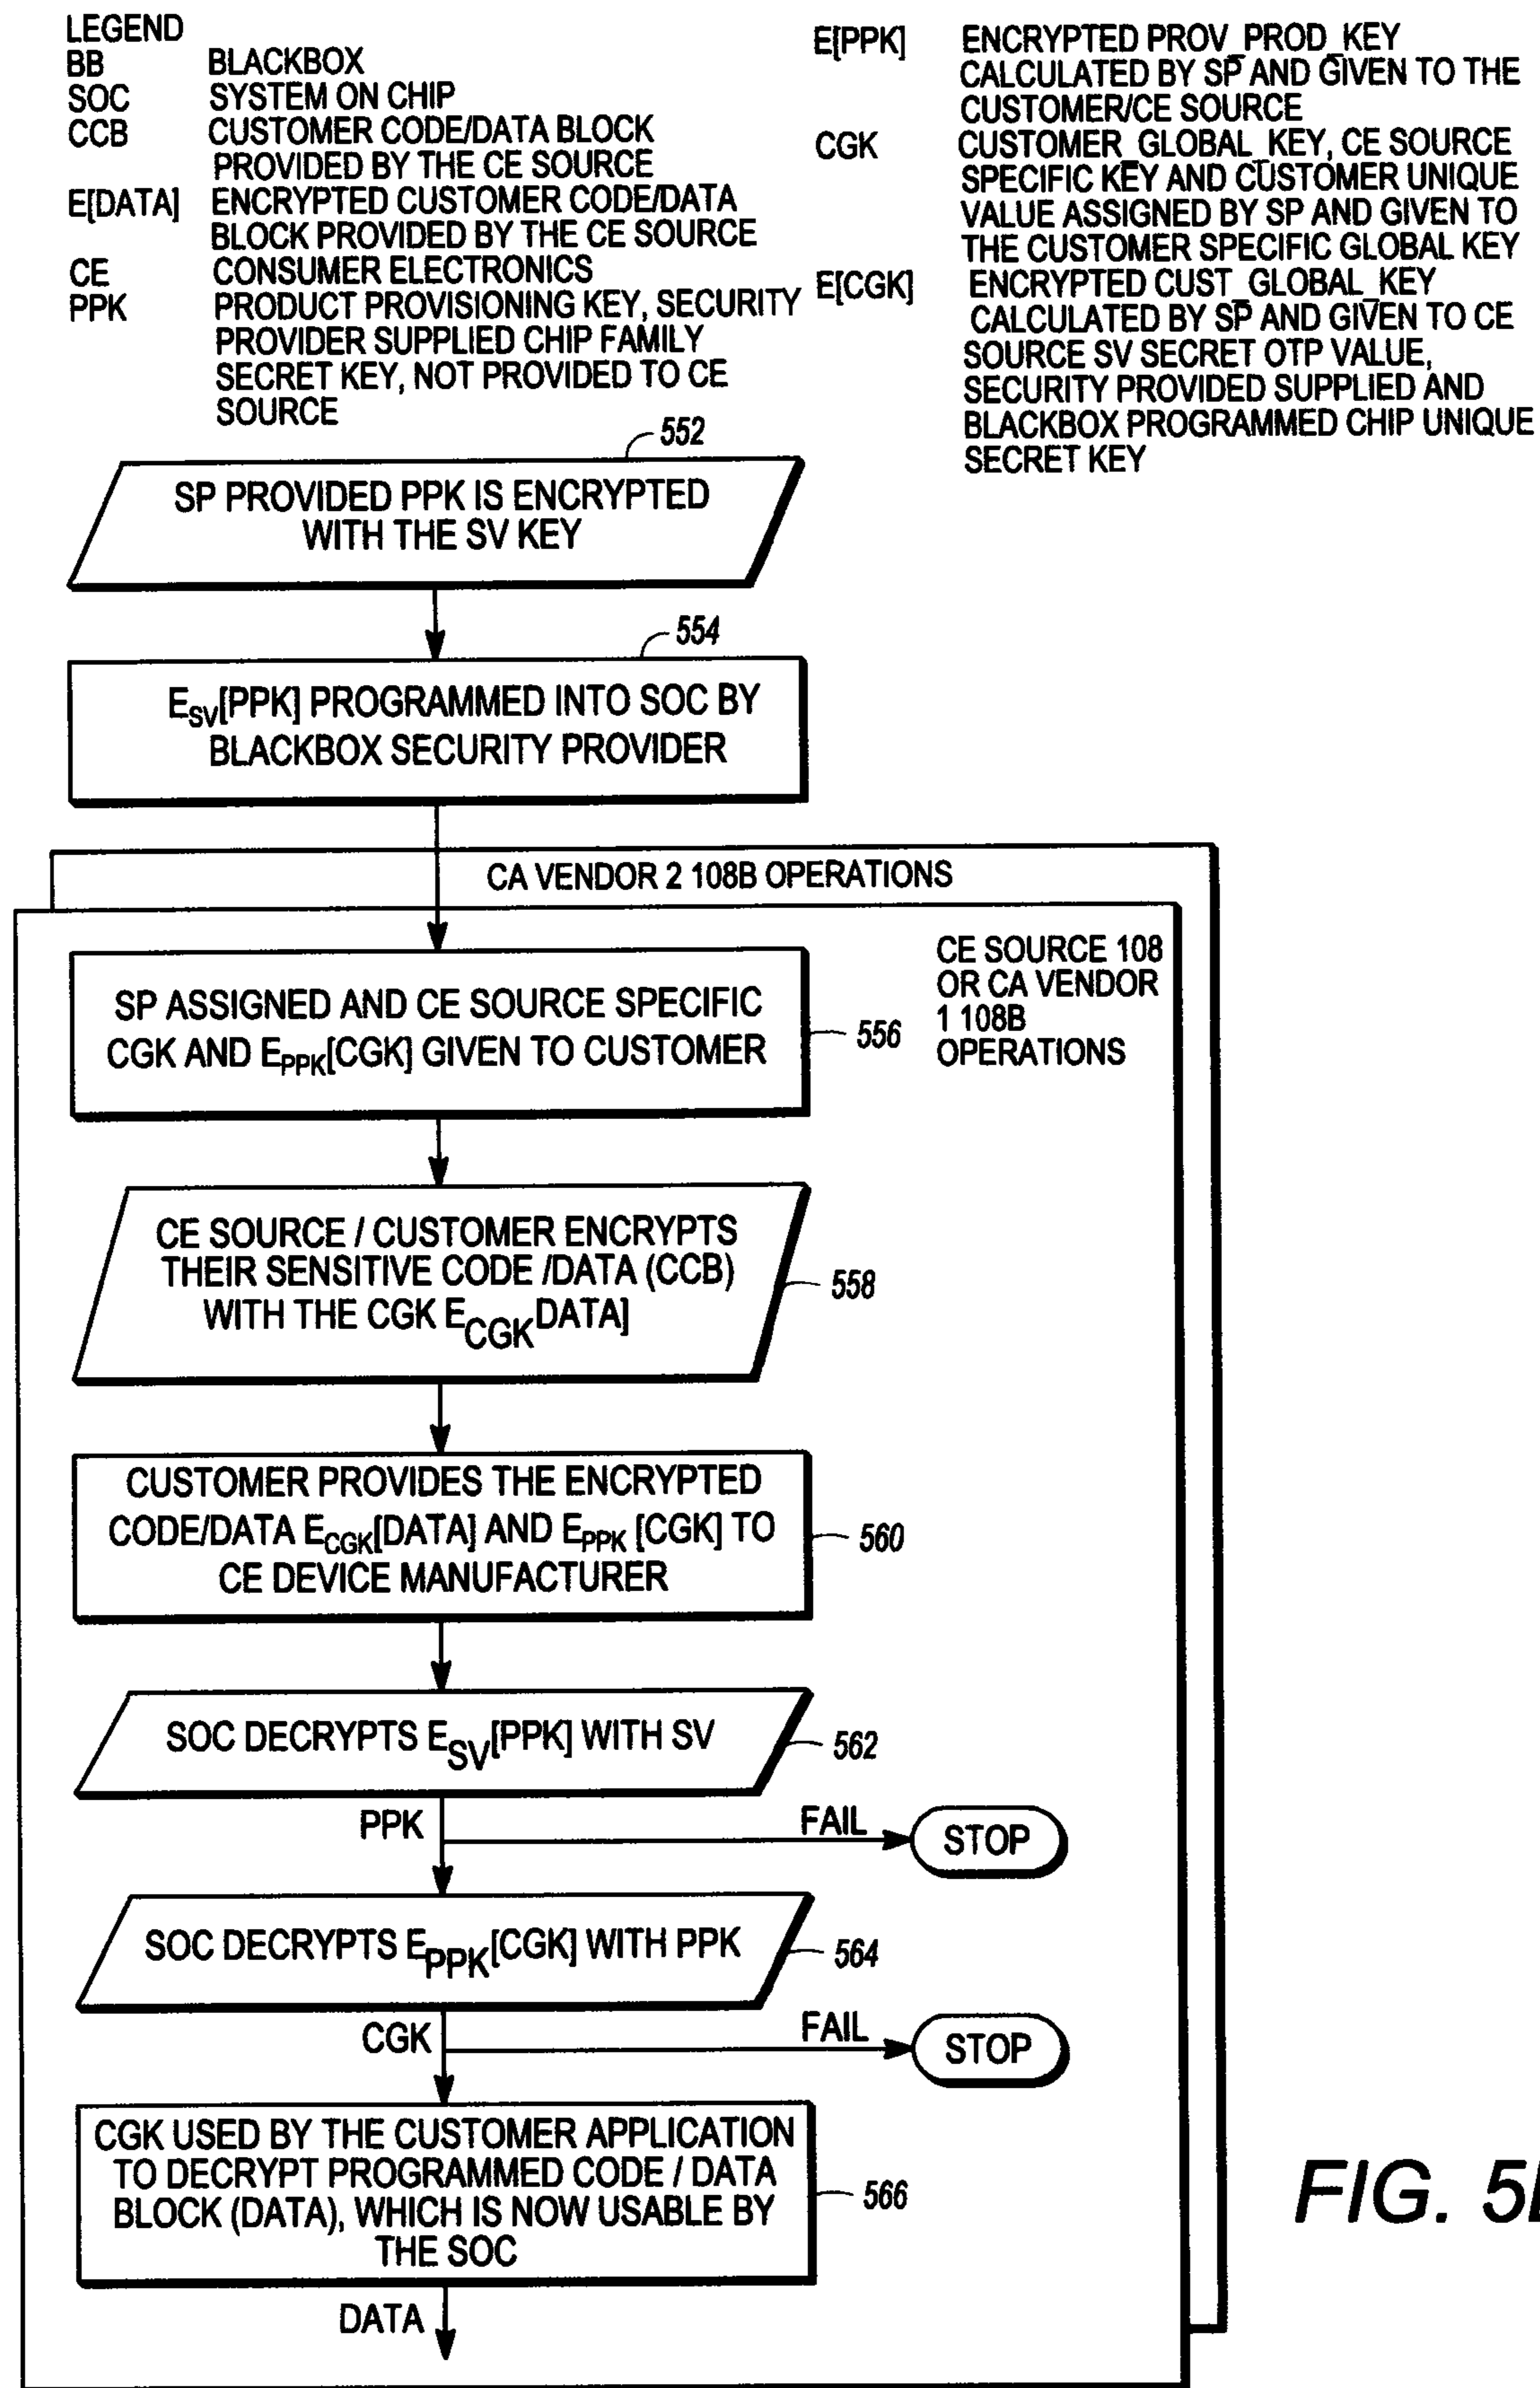 LEGEND
BB BLACKBOX
SOC SYSTEM ON CHIP
CCB CUSTOMER CODE/DATA BLOCK
PROVIDED BY THE CE SOURCE
E[DATA] ENCRYPTED CUSTOMER CODE/DATA
BLOCK PROVIDED BY THE CE SOURCE
CE CONSUMER ELECTRONICS
PPK PRODUCT PROVISIONING KEY, SECURITY
PROVIDER SUPPLIED CHIP FAMILY
SECRET KEY, NOT PROVIDED TO CE
SOURCE
E[PPK] ENCRYPTED PROV_PROD_KEY
CALCULATED BY SP AND GIVEN TO THE
CUSTOMER/CE SOURCE
CGK CUSTOMER_GLOBAL_KEY, CE SOURCE
SPECIFIC KEY AND CUSTOMER UNIQUE
VALUE ASSIGNED BY SP AND GIVEN TO
THE CUSTOMER SPECIFIC GLOBAL KEY
E[CGK] ENCRYPTED CUST_GLOBAL_KEY
CALCULATED BY SP AND GIVEN TO CE
SOURCE SV SECRET OTP VALUE,
SECURITY PROVIDED SUPPLIED AND
BLACKBOX PROGRAMMED CHIP UNIQUE
SECRET KEY
552
SP PROVIDED PPK IS ENCRYPTED
WITH THE SV KEY
554
E_SV[PPK] PROGRAMMED INTO SOC BY
BLACKBOX SECURITY PROVIDER
CA VENDOR 2 108B OPERATIONS
CE SOURCE 108
OR CA VENDOR
1 108B
OPERATIONS
SP ASSIGNED AND CE SOURCE SPECIFIC
CGK AND E_PPK[CGK] GIVEN TO CUSTOMER
556
CE SOURCE / CUSTOMER ENCRYPTS
THEIR SENSITIVE CODE /DATA (CCB)
WITH THE CGK E_CGK DATA]
558
CUSTOMER PROVIDES THE ENCRYPTED
CODE/DATA E_CGK[DATA] AND E_PPK [CGK] TO
CE DEVICE MANUFACTURER
560
SOC DECRYPTS E_SV[PPK] WITH SV
562
PPK
FAIL
STOP
SOC DECRYPTS E_PPK[CGK] WITH PPK
564
CGK
FAIL
STOP
CGK USED BY THE CUSTOMER APPLICATION
TO DECRYPT PROGRAMMED CODE / DATA
BLOCK (DATA), WHICH IS NOW USABLE BY
THE SOC
566
DATA
FIG.